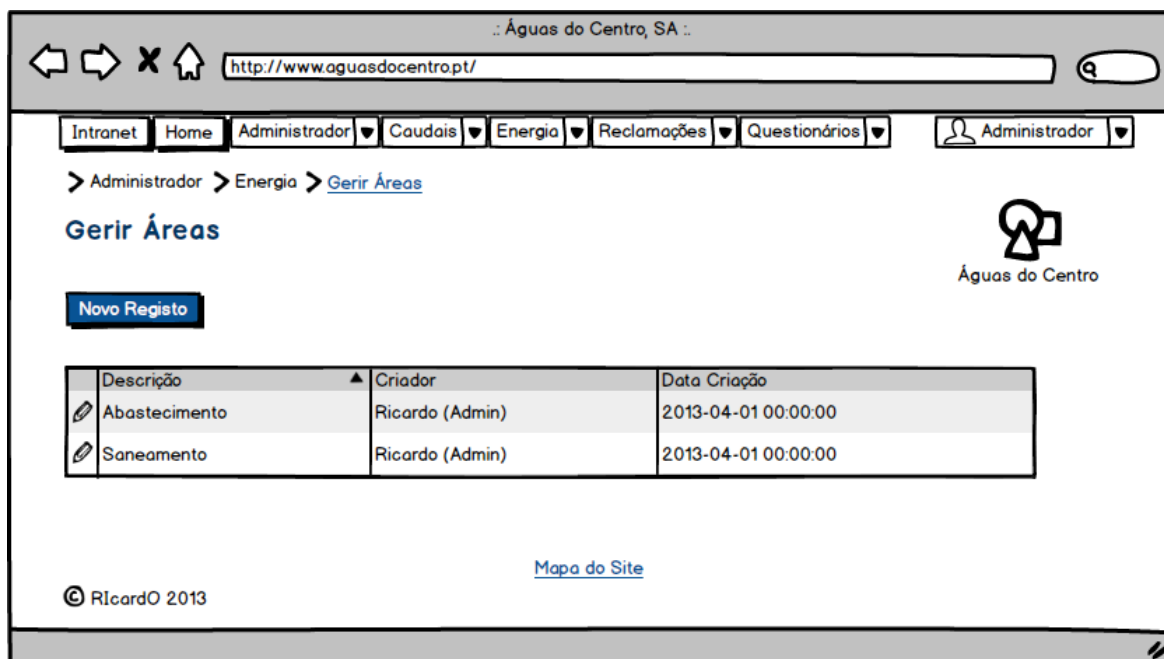 .: Águas do Centro, SA :.
http://www.aguasdocentro.pt/
Intranet Home Administrador Caudais Energia Reclamações Questionários Administrador
Administrador Energia Gerir Áreas
Gerir Áreas
Águas do Centro
Novo Registo
Descrição Criador Data Criação
Abastecimento Ricardo (Admin) 2013-04-01 00:00:00
Saneamento Ricardo (Admin) 2013-04-01 00:00:00
Mapa do Site
© RIcardO 2013